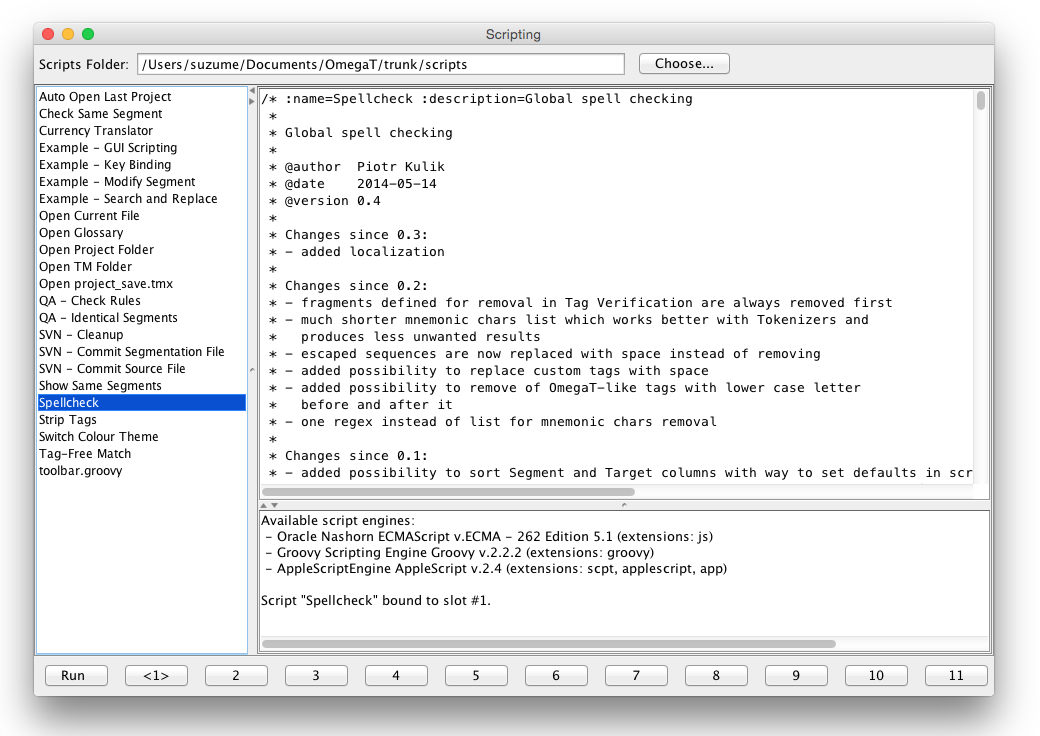 Scripting
Scripts Folder: /Users/suzume/Documents/OmegaT/trunk/scripts Choose...
Auto Open Last Project
Check Same Segment
Currency Translator
Example - GUI Scripting
Example - Key Binding
Example - Modify Segment
Example - Search and Replace
Open Current File
Open Glossary
Open Project Folder
Open TM Folder
Open project_save.tmx
QA - Check Rules
QA - Identical Segments
SVN - Cleanup
SVN - Commit Segmentation File
SVN - Commit Source File
Show Same Segments
Spellcheck
Strip Tags
Switch Colour Theme
Tag-Free Match
toolbar.groovy
/* :name=Spellcheck :description=Global spell checking
 *
 * Global spell checking
 *
 * @author  Piotr Kulik
 * @date    2014-05-14
 * @version 0.4
 *
 * Changes since 0.3:
 * - added localization
 *
 * Changes since 0.2:
 * - fragments defined for removal in Tag Verification are always removed first
 * - much shorter mnemonic chars list which works better with Tokenizers and
 *   produces less unwanted results
 * - escaped sequences are now replaced with space instead of removing
 * - added possibility to replace custom tags with space
 * - added possibility to remove of OmegaT-like tags with lower case letter
 *   before and after it
 * - one regex instead of list for mnemonic chars removal
 *
 * Changes since 0.1:
 * - added possibility to sort Segment and Target columns with way to set defaults in scr
Available script engines:
 - Oracle Nashorn ECMAScript v.ECMA - 262 Edition 5.1 (extensions: js)
 - Groovy Scripting Engine Groovy v.2.2.2 (extensions: groovy)
 - AppleScriptEngine AppleScript v.2.4 (extensions: scpt, applescript, app)
Script "Spellcheck" bound to slot #1.
Run <1> 2 3 4 5 6 7 8 9 10 11